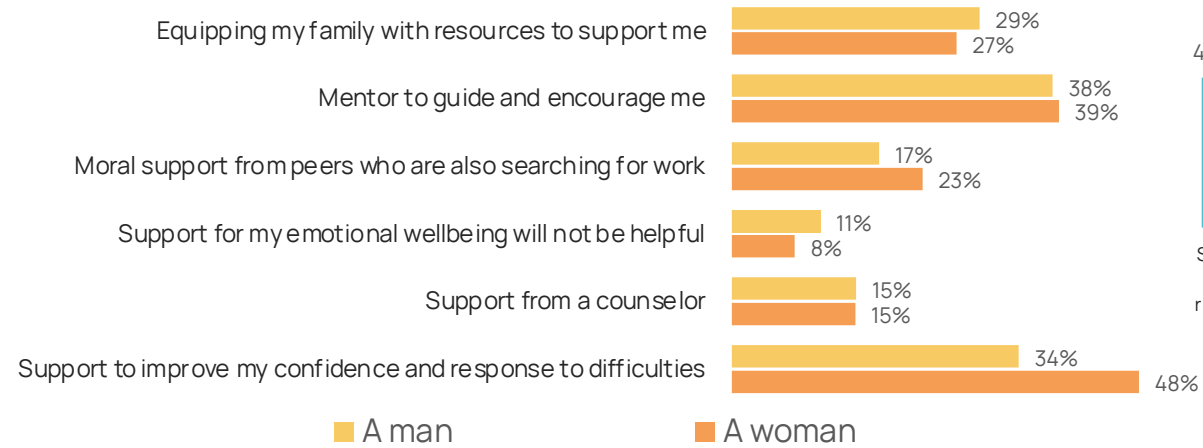 Equipping my family with resources to support me
29%
27%
4
Mentor to guide and encourage me
38%
39%
Moral support from peers who are also searching for work
17%
23%
Support for my emotional wellbeing will not be helpful
11%
8%
S
Support from a counselor
15%
15%
r
Support to improve my confidence and response to difficulties
34%
48%
A man
A woman